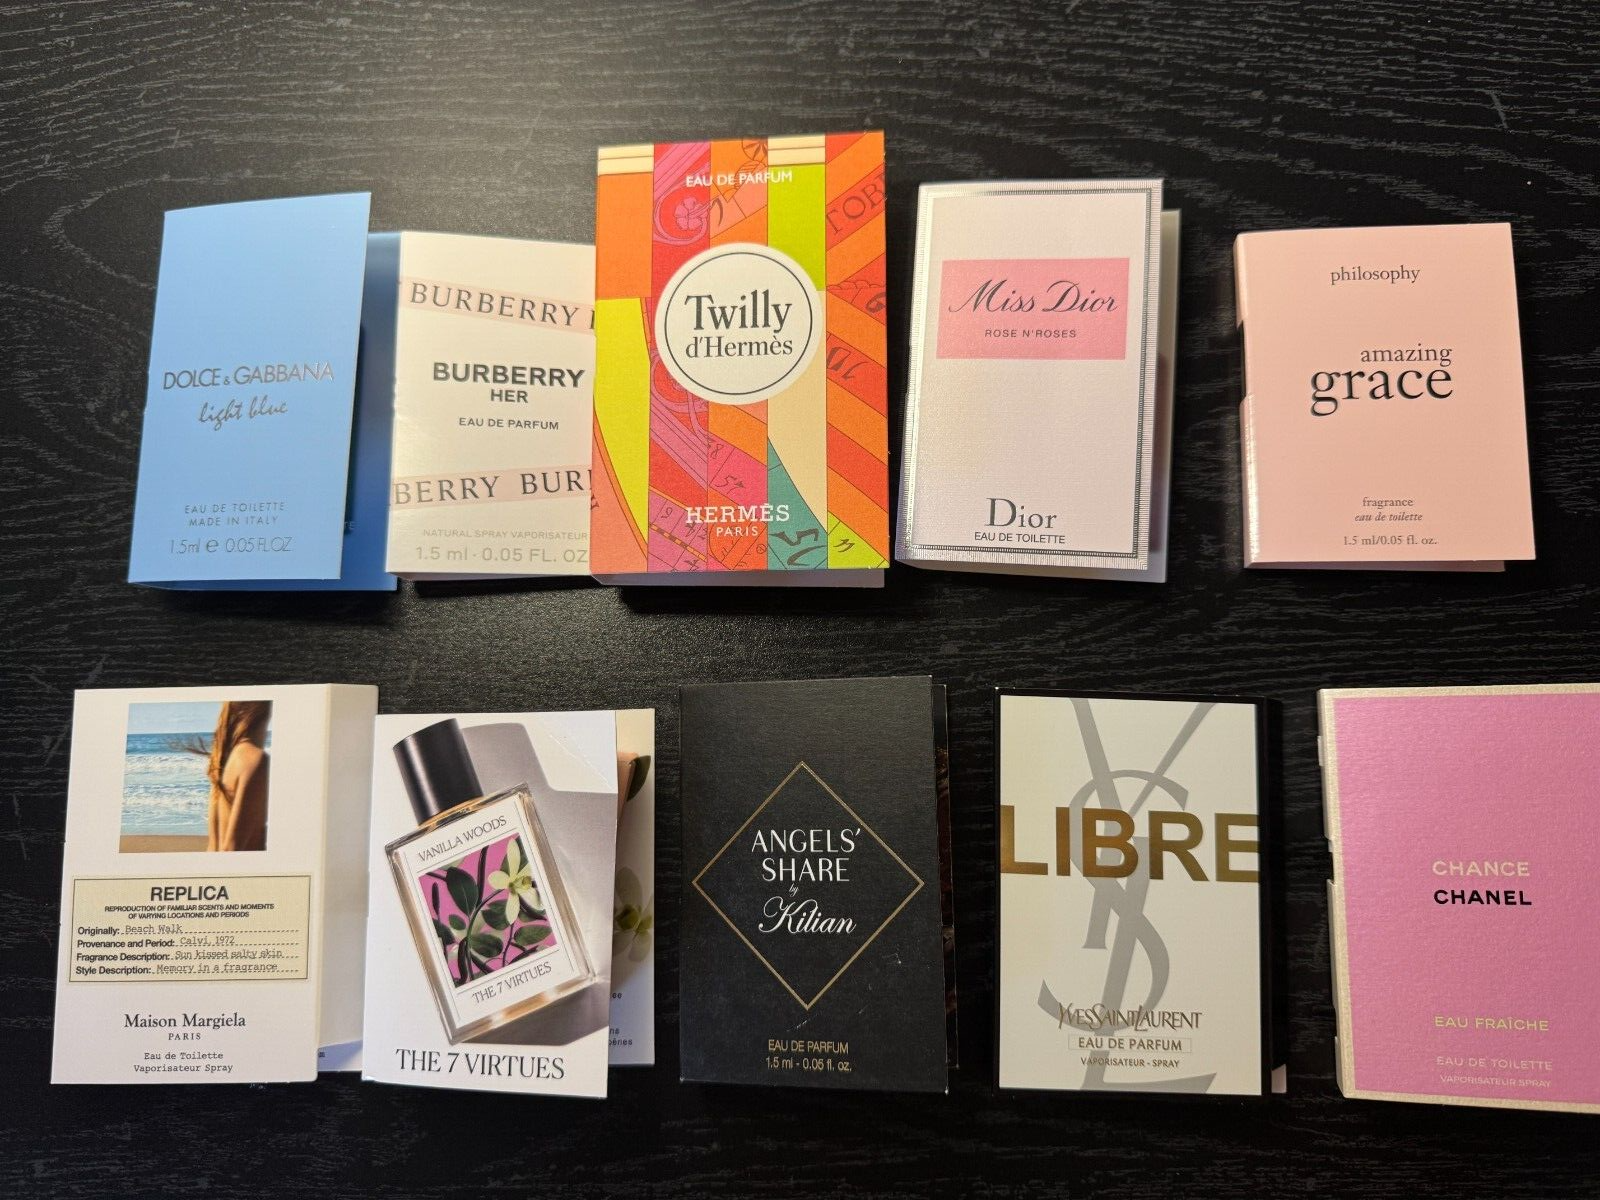 DOLCE & GABBANA
light blue
EAU DE TOILETTE
MADE IN ITALY
1.5ml e 0.05 FL.OZ
BURBERRY
BURBERRY
HER
EAU DE PARFUM
BERRY BUR
NATURAL SPRAY VAPORISATEUR
1.5 ml · 0.05 FL. OZ
EAU DE PARFUM
Twilly
d'Hermès
HERMÈS
PARIS
Miss Dior
ROSE N'ROSES
Dior
EAU DE TOILETTE
philosophy
amazing
grace
fragrance
eau de toilette
1.5 ml/0.05 fl. oz.
REPLICA
REPRODUCTION OF FAMILIAR SCENTS AND MOMENTS
OF VARYING LOCATIONS AND PERIODS
Originally: Beach Walk
Provenance and Period: Calvi, 1972
Fragrance Description: Sun kissed salty skin
Style Description: Memory in a fragrance
Maison Margiela
PARIS
Eau de Toilette
Vaporisateur Spray
VANILLA WOODS
THE 7 VIRTUES
THE 7 VIRTUES
ANGELS'
SHARE
by
Kilian
EAU DE PARFUM
1.5 ml - 0.05 fl. oz.
LIBRE
YVESSAINTLAURENT
EAU DE PARFUM
VAPORISATEUR - SPRAY
CHANCE
CHANEL
EAU FRAÎCHE
EAU DE TOILETTE
VAPORISATEUR SPRAY